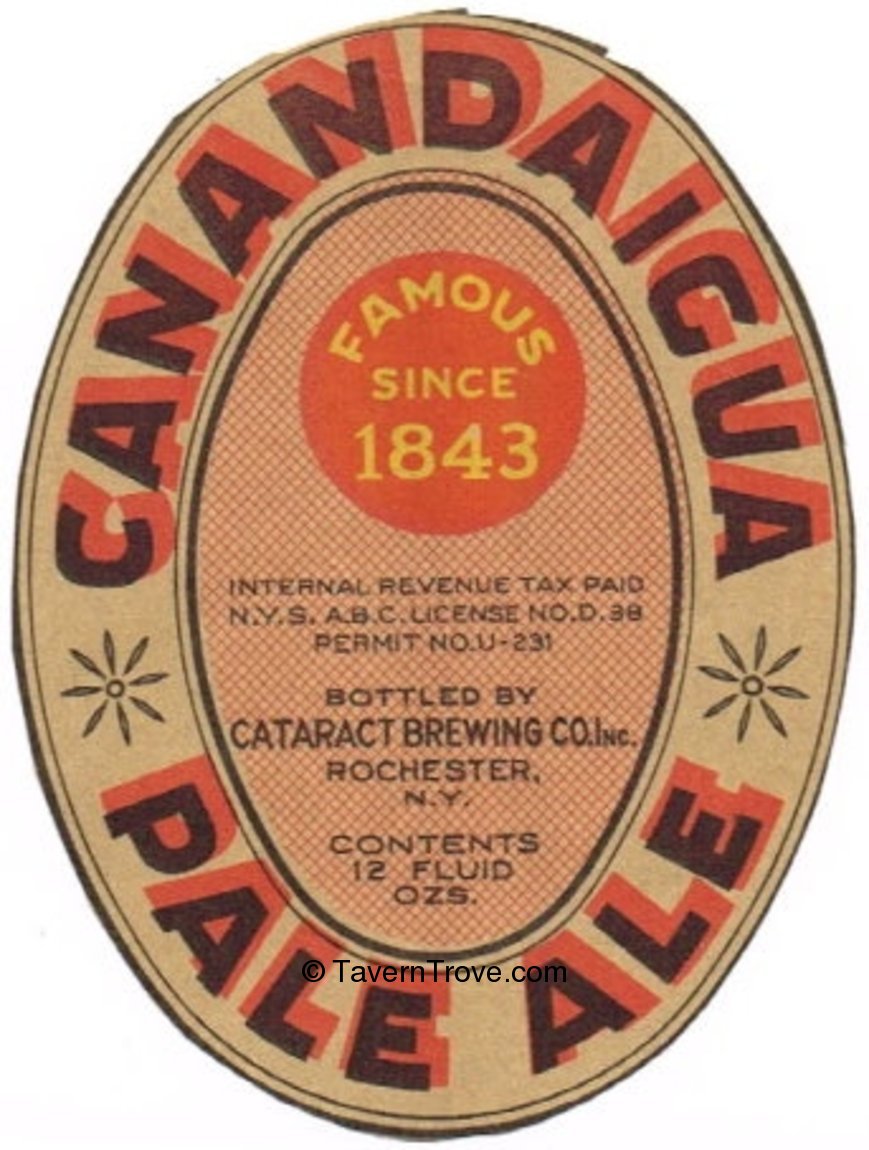 CANANDAIGUA
FAMOUS
SINCE
1843
INTERNAL REVENUE TAX PAID
N.Y.S. A.B.C. LICENSE NO.D.38
PERMIT NO.U-231
BOTTLED BY
CATARACT BREWING CO.INC.
ROCHESTER,
N.Y.
CONTENTS
12 FLUID
OZS.
PALE ALE
© TavernTrove.com